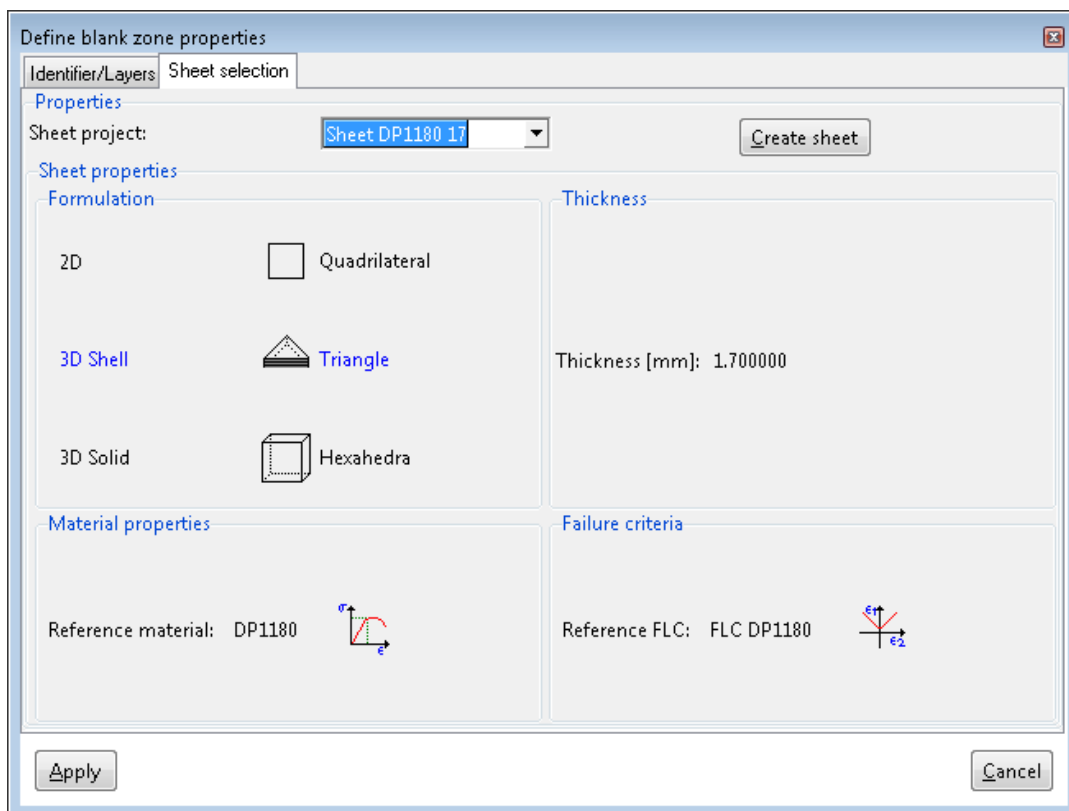 Define blank zone properties
Identifier/Layers Sheet selection
Properties
Sheet project: Sheet DP1180 17 Create sheet
Sheet properties
Formulation Thickness
2D Quadrilateral
3D Shell Triangle Thickness [mm]: 1.700000
3D Solid Hexahedra
Material properties Failure criteria
Reference material: DP1180 σ ϵ Reference FLC: FLC DP1180 ϵ1 ϵ2
Apply Cancel